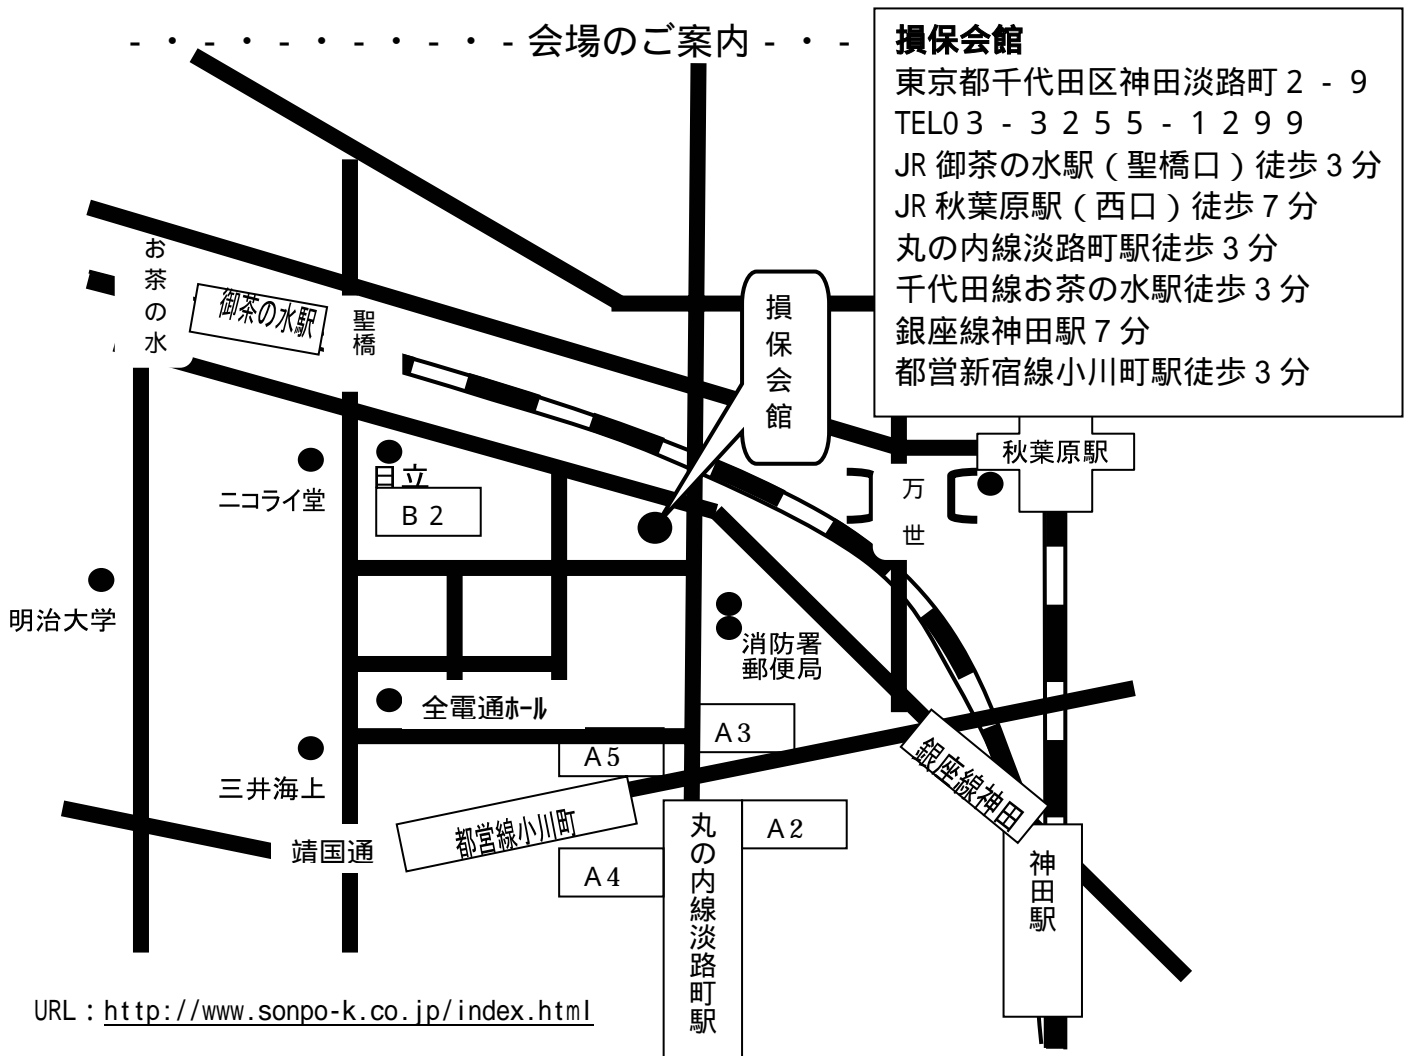 - ・ - ・ - ・ - ・ - ・ - 会場のご案内 - ・ -
損保会館
東京都千代田区神田淡路町2 - 9
TEL03 - 3255 - 1299
JR御茶の水駅(聖橋口)徒歩3分
JR秋葉原駅(西口)徒歩7分
丸の内線淡路町駅徒歩3分
千代田線お茶の水駅徒歩3分
銀座線神田駅7分
都営新宿線小川町駅徒歩3分
お茶の水
御茶の水駅
聖橋
損保会館
秋葉原駅
万世
ニコライ堂
日立
B2
明治大学
消防署
郵便局
全電通ホール
A3
A5
三井海上
銀座線神田
靖国通
都営線小川町
A2
A4
丸の内線淡路町駅
神田駅
URL:http://www.sonpo-k.co.jp/index.html